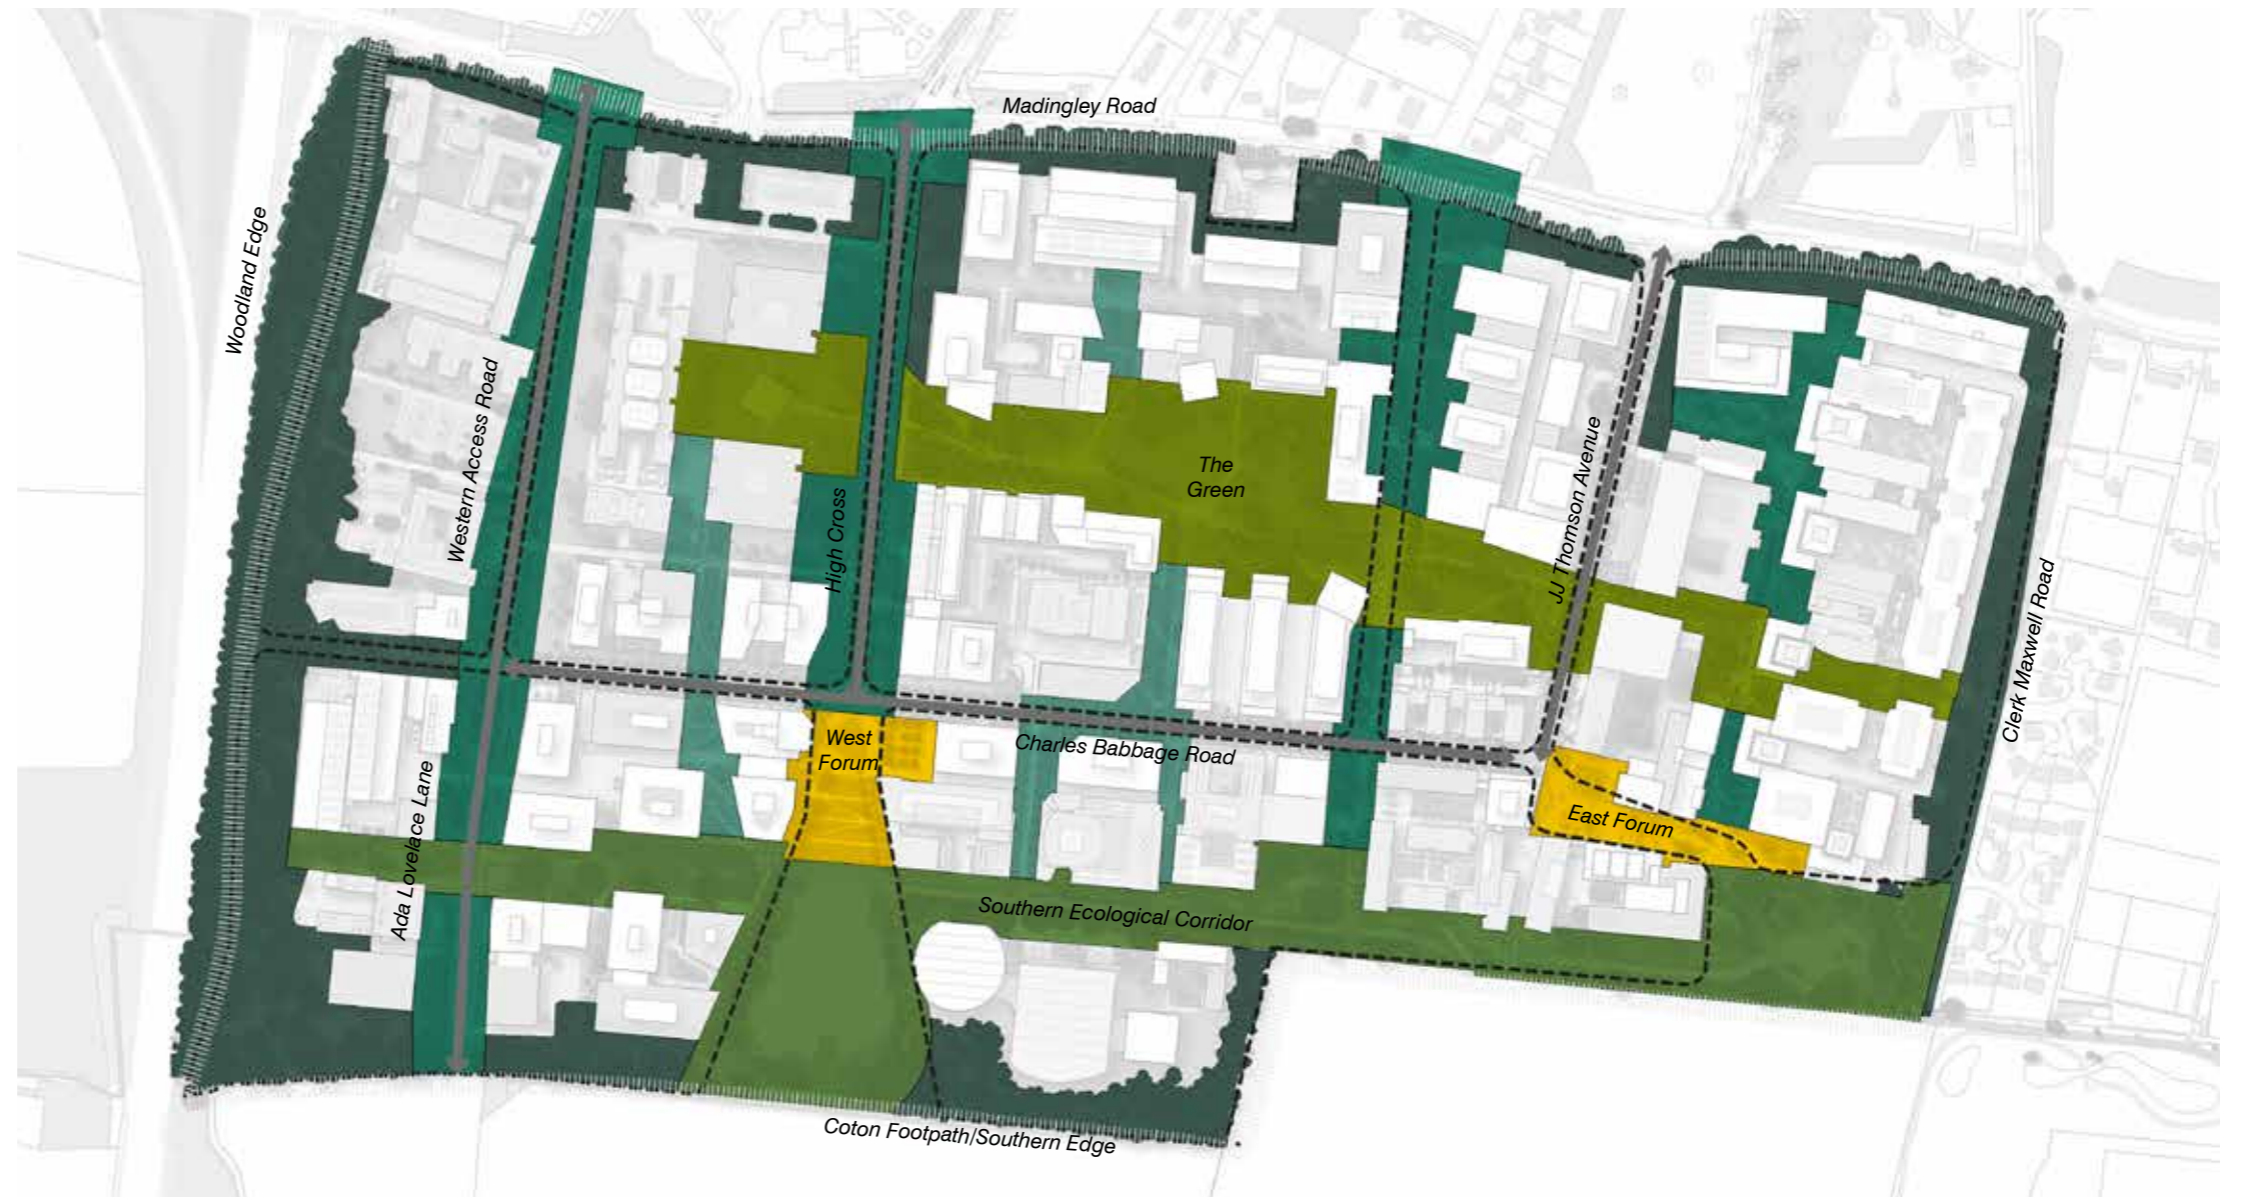 Madingley Road
Woodland Edge
Western Access Road
High Cross
The
Green
JJ Thomson Avenue
Clerk Maxwell Road
West
Forum
Charles Babbage Road
East Forum
Ada Lovelace Lane
Southern Ecological Corridor
Coton Footpath/Southern Edge